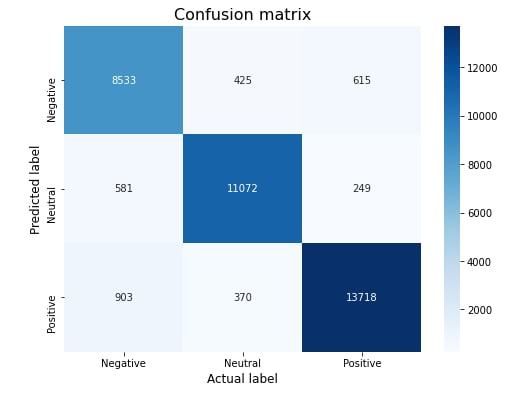 Confusion matrix
Predicted label
Negative
8533 425 615
Neutral
581 11072 249
Positive
903 370 13718
Negative Neutral Positive
Actual label
12000
10000
8000
6000
4000
2000